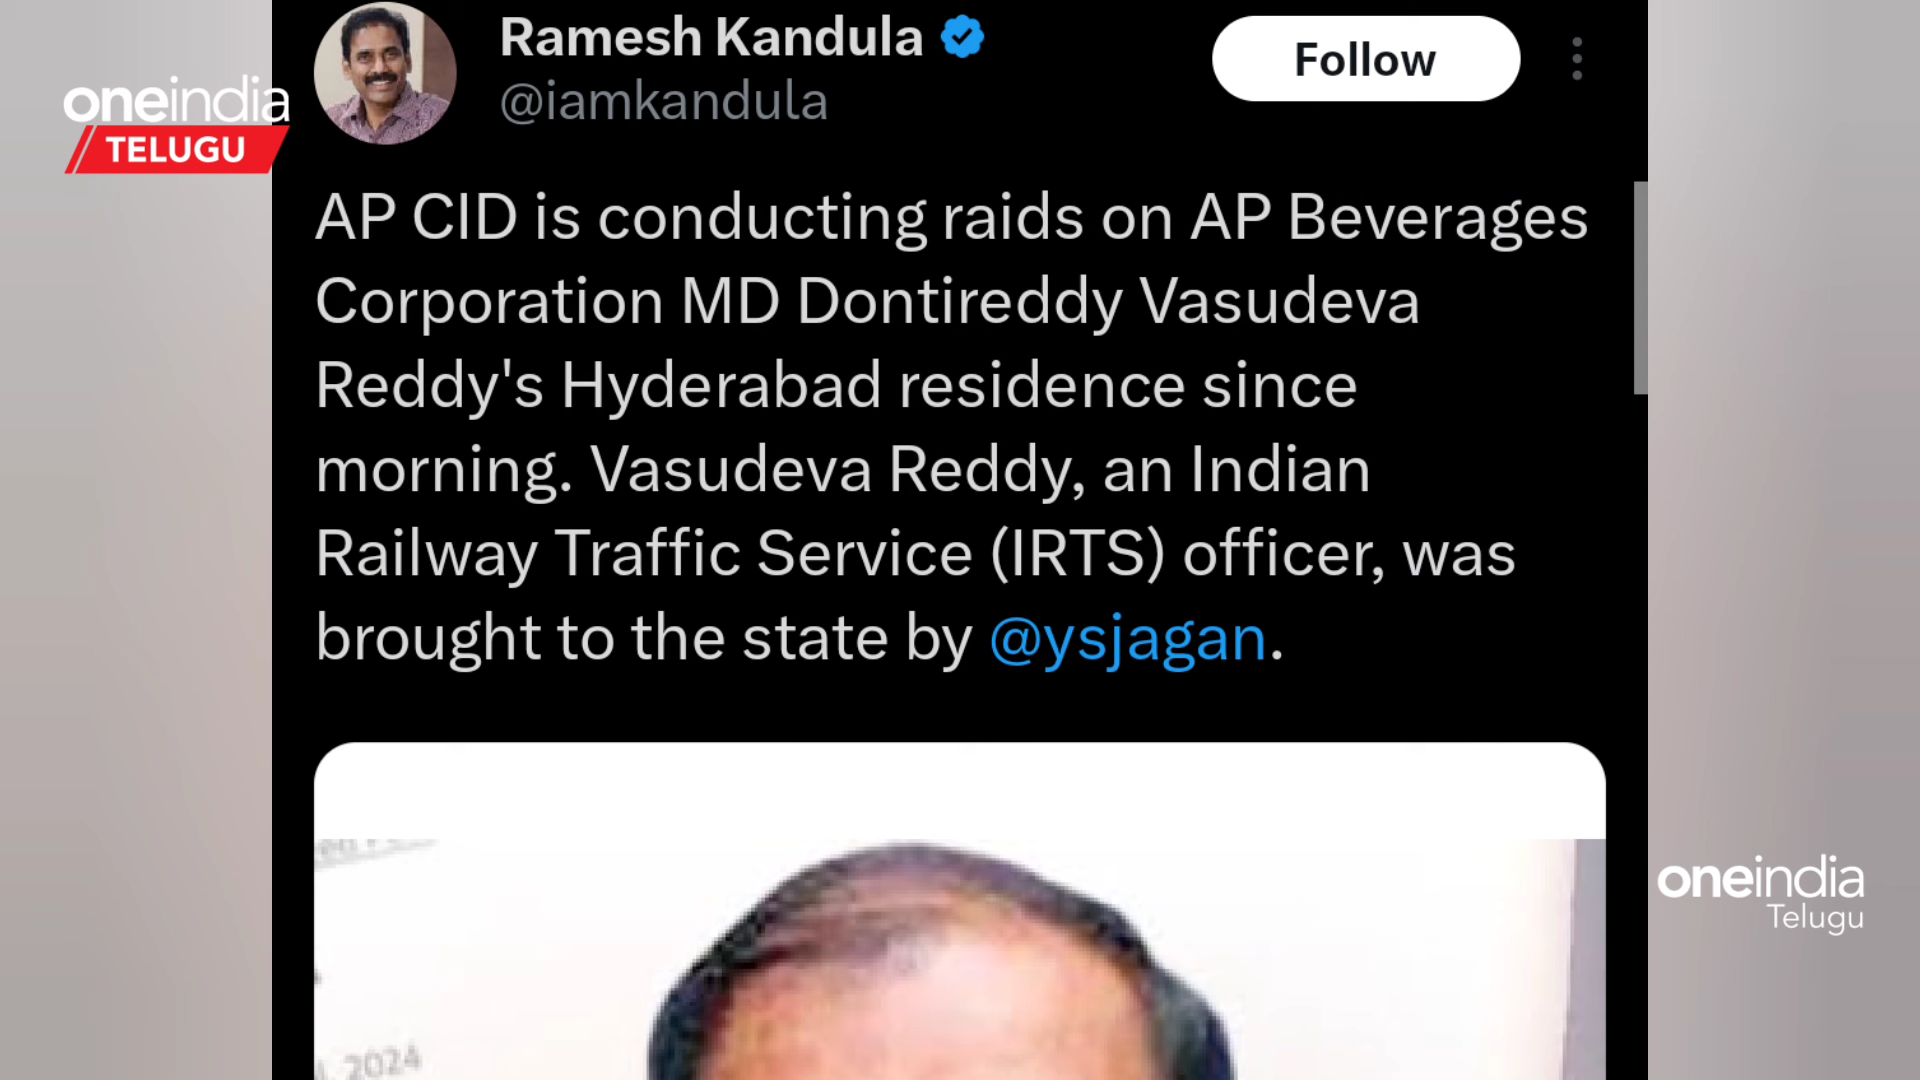 oneindia
TELUGU
Ramesh Kandula
@iamkandula
Follow
AP CID is conducting raids on AP Beverages
Corporation MD Dontireddy Vasudeva
Reddy's Hyderabad residence since
morning. Vasudeva Reddy, an Indian
Railway Traffic Service (IRTS) officer, was
brought to the state by @ysjagan.
oneindia
Telugu
2024